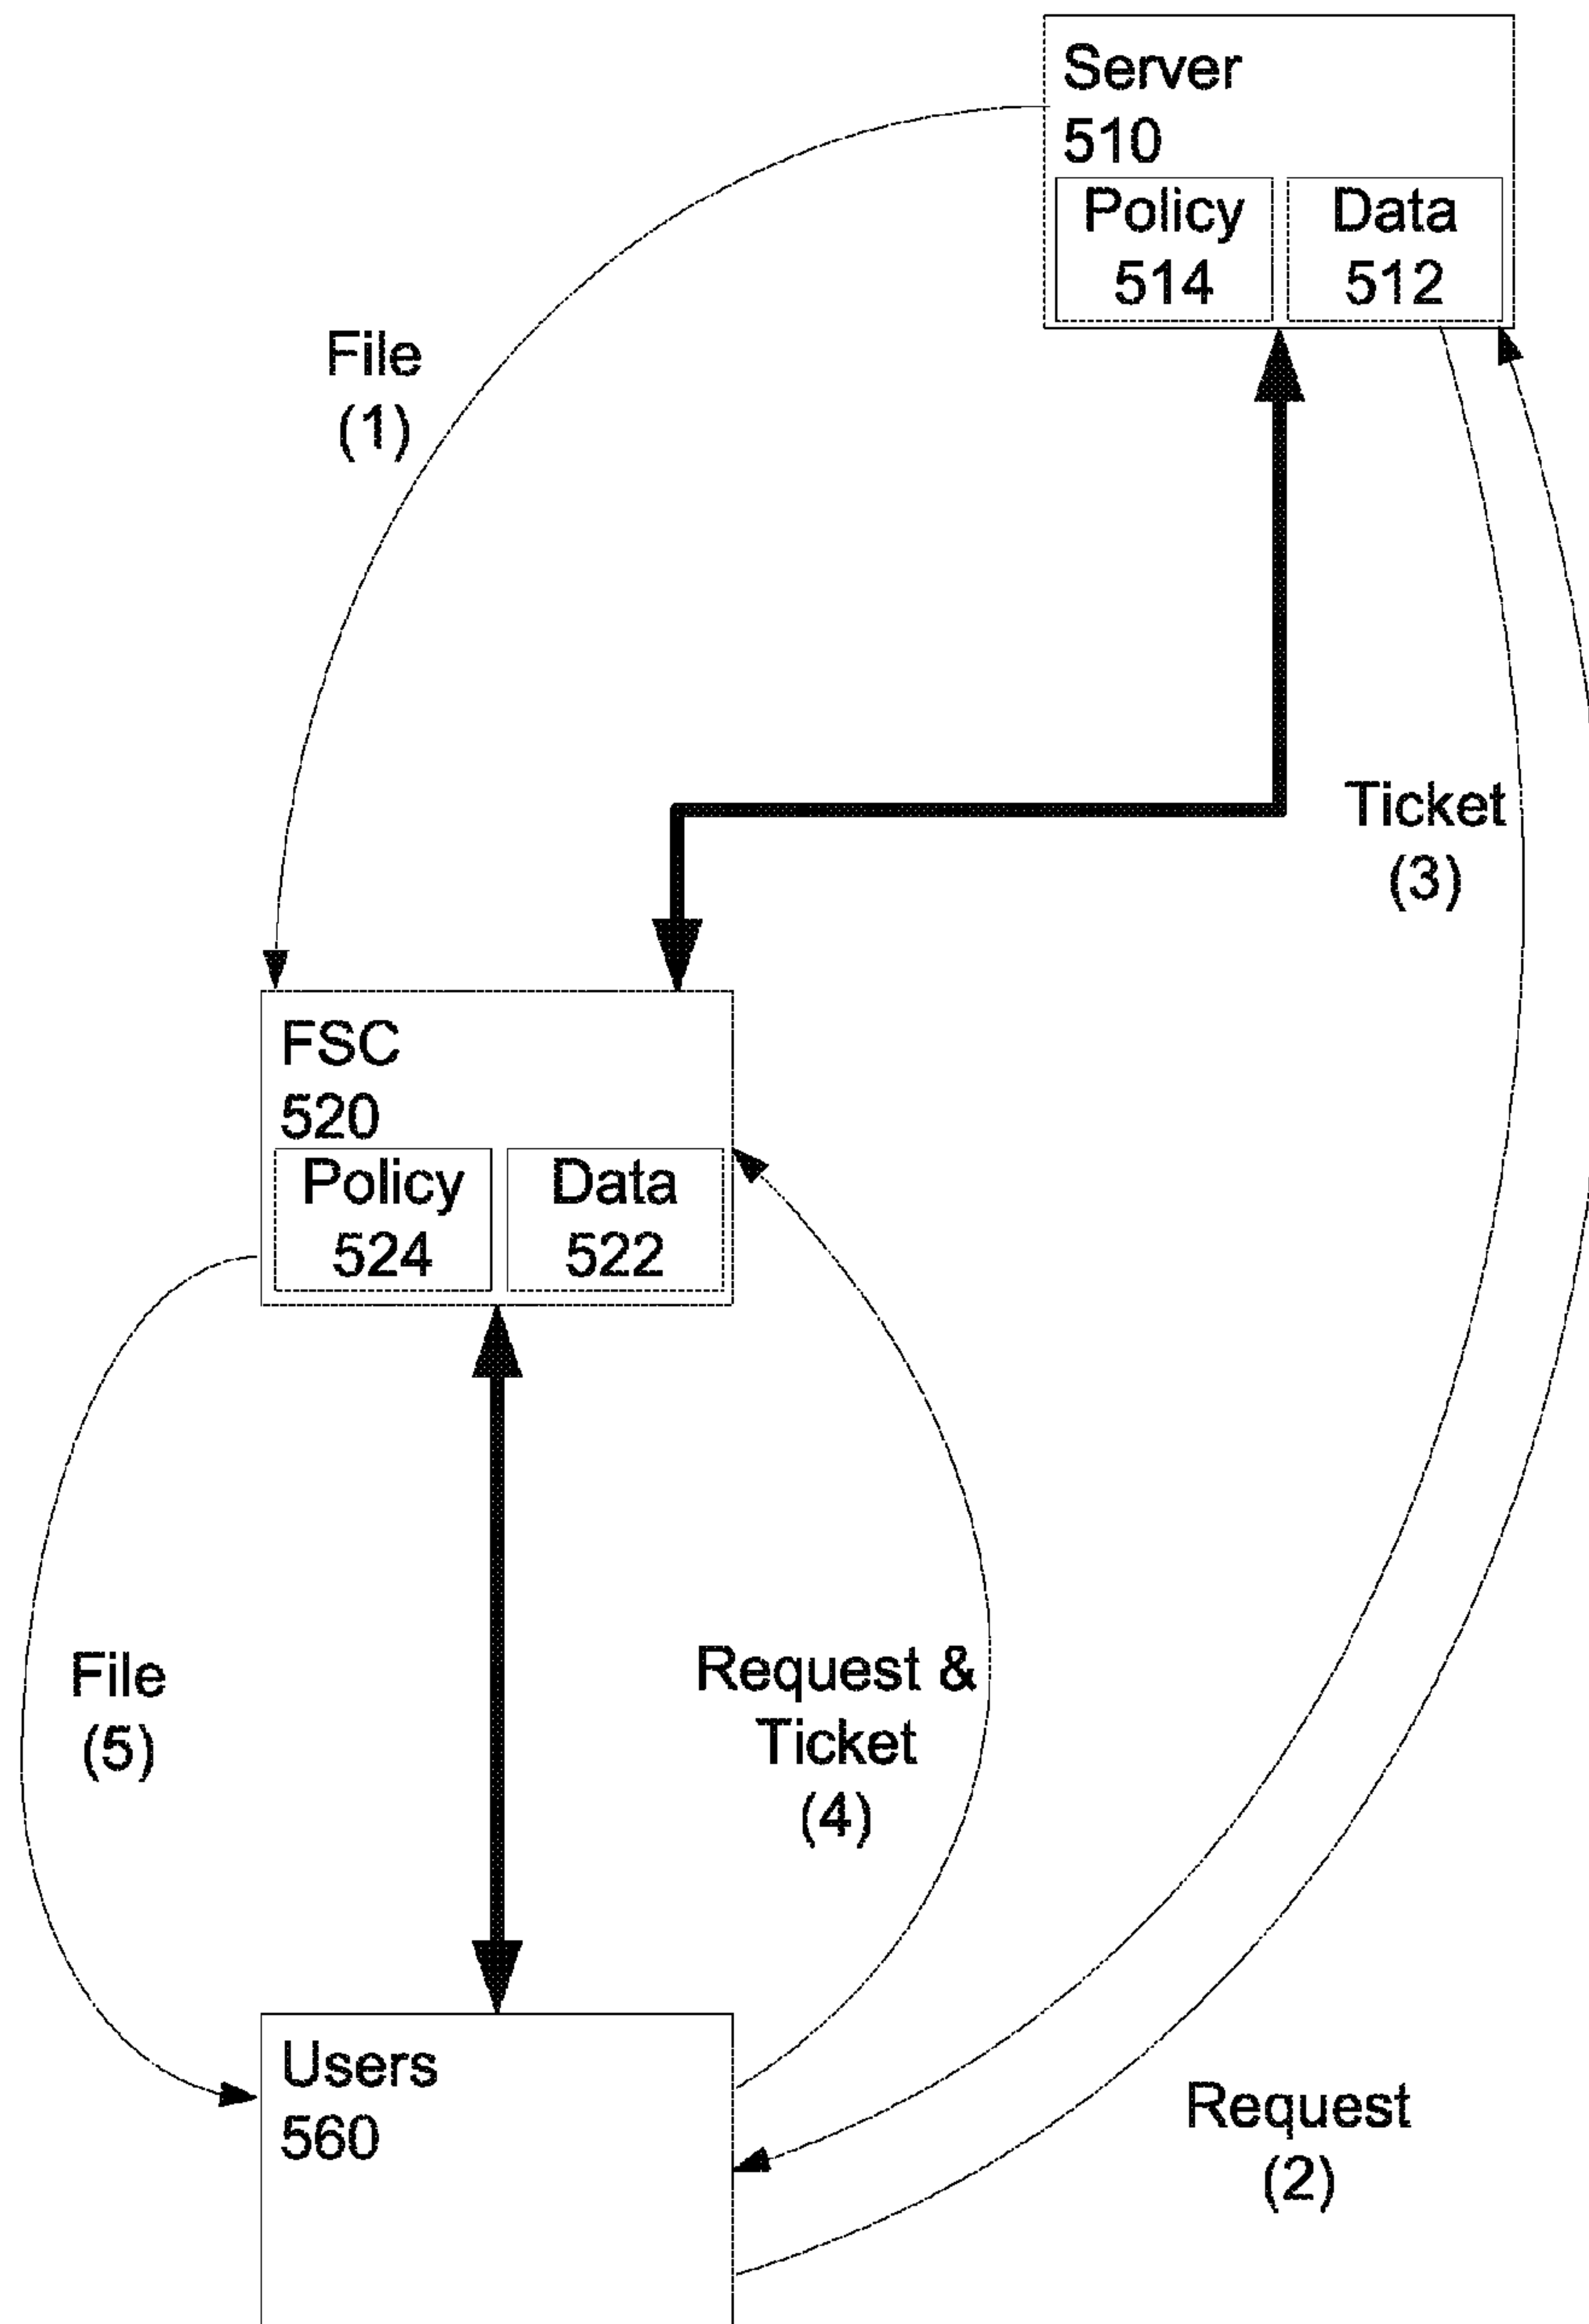 Server
510
Policy
514
Data
512
File
(1)
Ticket
(3)
FSC
520
Policy
524
Data
522
File
(5)
Request &
Ticket
(4)
Users
560
Request
(2)